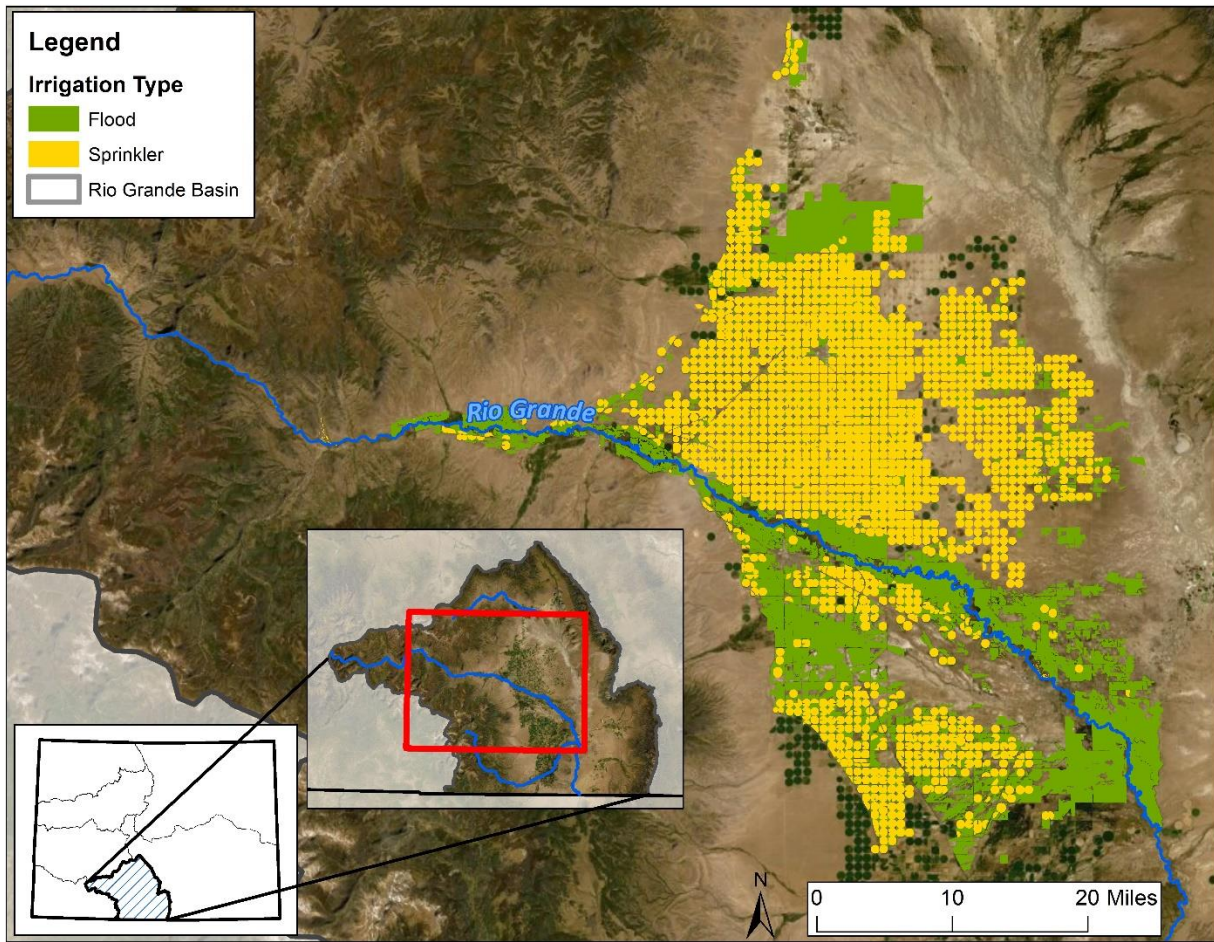 Legend
Irrigation Type
Flood
Sprinkler
Rio Grande Basin
Rio Grande
N
0 10 20 Miles